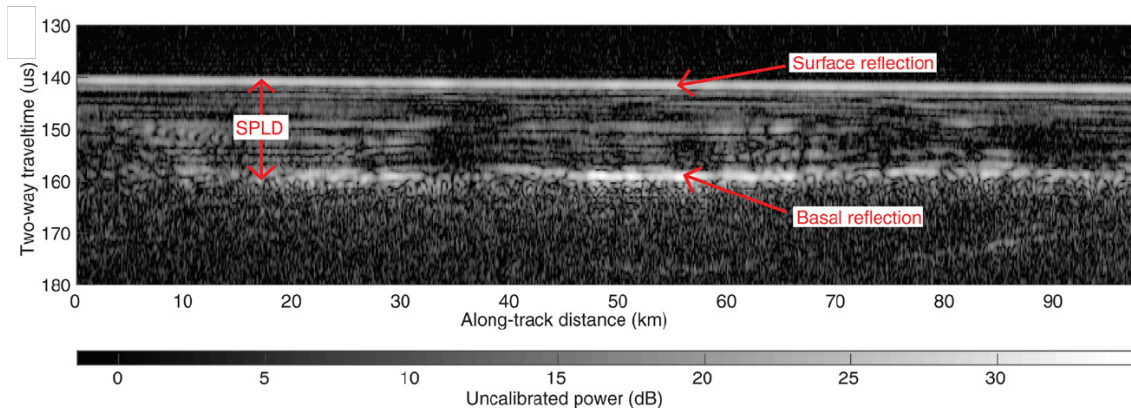 130
140
150
160
170
180
Two-way traveltime (us)
Surface reflection
SPLD
Basal reflection
0 10 20 30 40 50 60 70 80 90
Along-track distance (km)
0 5 10 15 20 25 30
Uncalibrated power (dB)